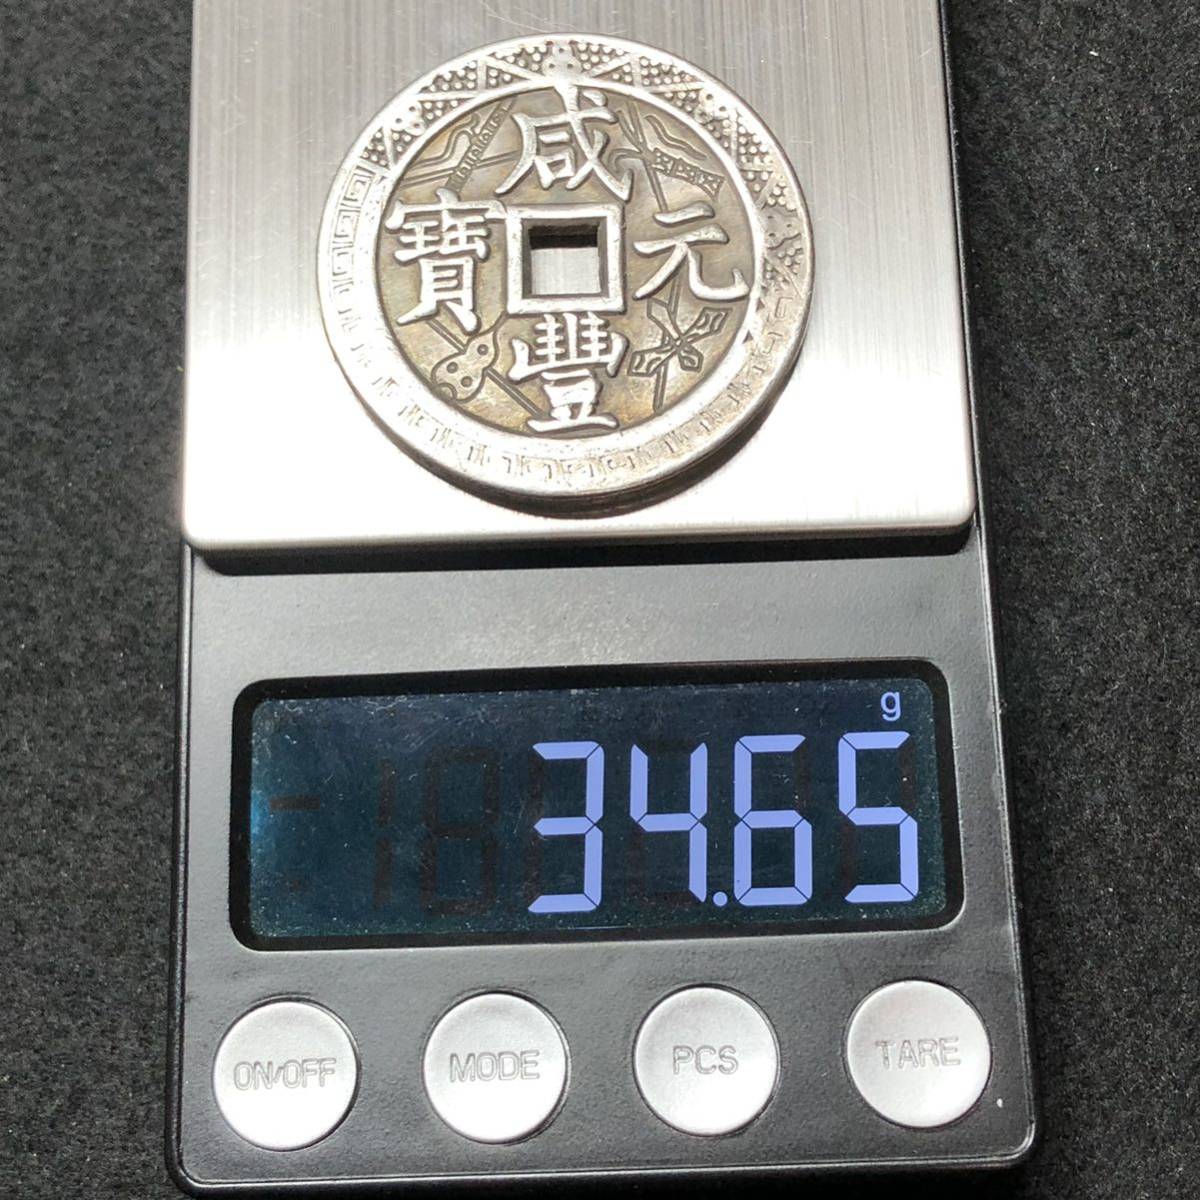 咸
寶 元
豐
g
34.65
ON/OFF MODE PCS TARE